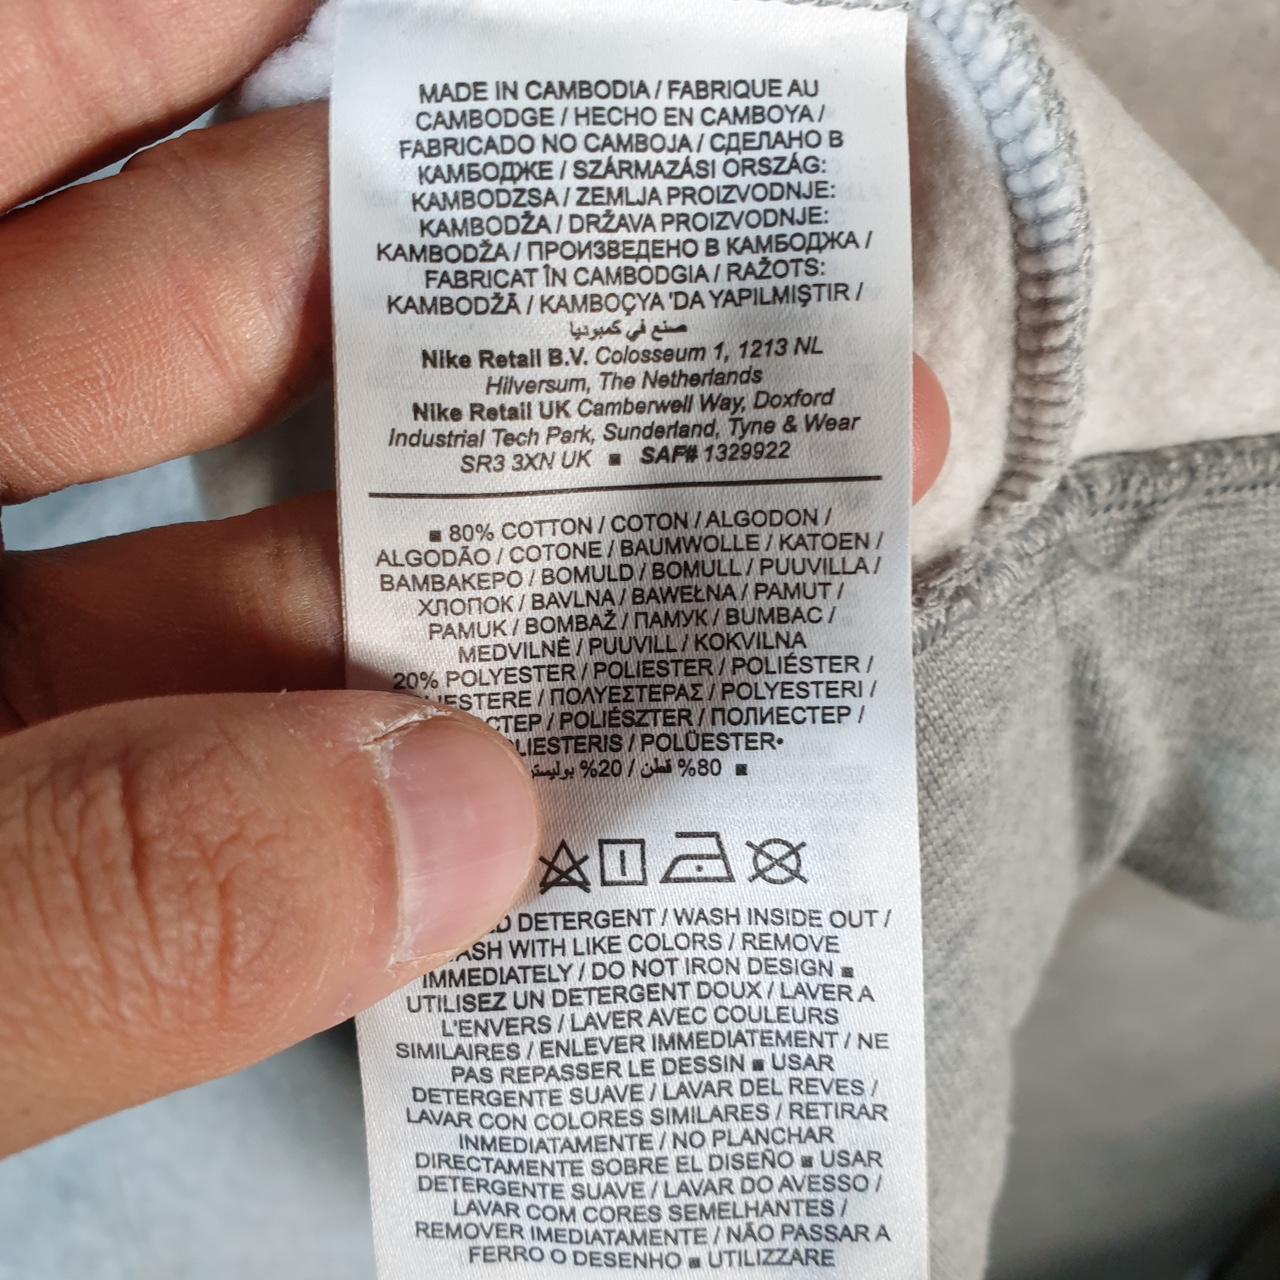 MADE IN CAMBODIA / FABRIQUE AU
CAMBODGE / HECHO EN CAMBOYA /
FABRICADO NO CAMBOJA / СДЕЛАНО В
КАМБОДЖЕ / SZÁRMAZÁSI ORSZÁG:
KAMBODZSA / ZEMLJA PROIZVODNJE:
KAMBODŽA / DRŽAVA PROIZVODNJE:
KAMBODŽA / ПРОИЗВЕДЕНО В КАМБОДЖА /
FABRICAT ÎN CAMBODGIA / RAŽOTS:
KAMBODŽĀ / KAMBOÇYA 'DA YAPILMIŞTIR /
صنع في كمبوديا
Nike Retail B.V. Colosseum 1, 1213 NL
Hilversum, The Netherlands
Nike Retail UK Camberwell Way, Doxford
Industrial Tech Park, Sunderland, Tyne & Wear
SR3 3XN UK ■ SAF# 1329922
■ 80% COTTON / COTON / ALGODON /
ALGODÃO / COTONE / BAUMWOLLE / KATOEN /
ΒΑΜΒΑΚΕΡΟ / BOMULD / BOMULL / PUUVILLA /
ХЛОПОК / BAVLNA / BAWEŁNA / PAMUT /
PAMUK / BOMBAŽ / ПАМУК / BUMBAC /
MEDVILNĖ / PUUVILL / KOKVILNA
20% POLYESTER / POLIESTER / POLIÉSTER /
/ ΠΟΛΥΕΣΤΕΡΑΣ / POLYESTERI /
/ POLIÉSZTER / ПОЛИЕСТЕР /
/ POLÜESTER•
80% قطن / 20%
■
DETERGENT / WASH INSIDE OUT /
WITH LIKE COLORS / REMOVE
IMMEDIATELY / DO NOT IRON DESIGN ■
UTILISEZ UN DETERGENT DOUX / LAVER A
L'ENVERS / LAVER AVEC COULEURS
SIMILAIRES / ENLEVER IMMEDIATEMENT / NE
PAS REPASSER LE DESSIN ■ USAR
DETERGENTE SUAVE / LAVAR DEL REVES /
LAVAR CON COLORES SIMILARES / RETIRAR
INMEDIATAMENTE / NO PLANCHAR
DIRECTAMENTE SOBRE EL DISEÑO ■ USAR
DETERGENTE SUAVE / LAVAR DO AVESSO /
LAVAR COM CORES SEMELHANTES /
REMOVER IMEDIATAMENTE / NÃO PASSAR A
FERRO O DESENHO ■ UTILIZZARE